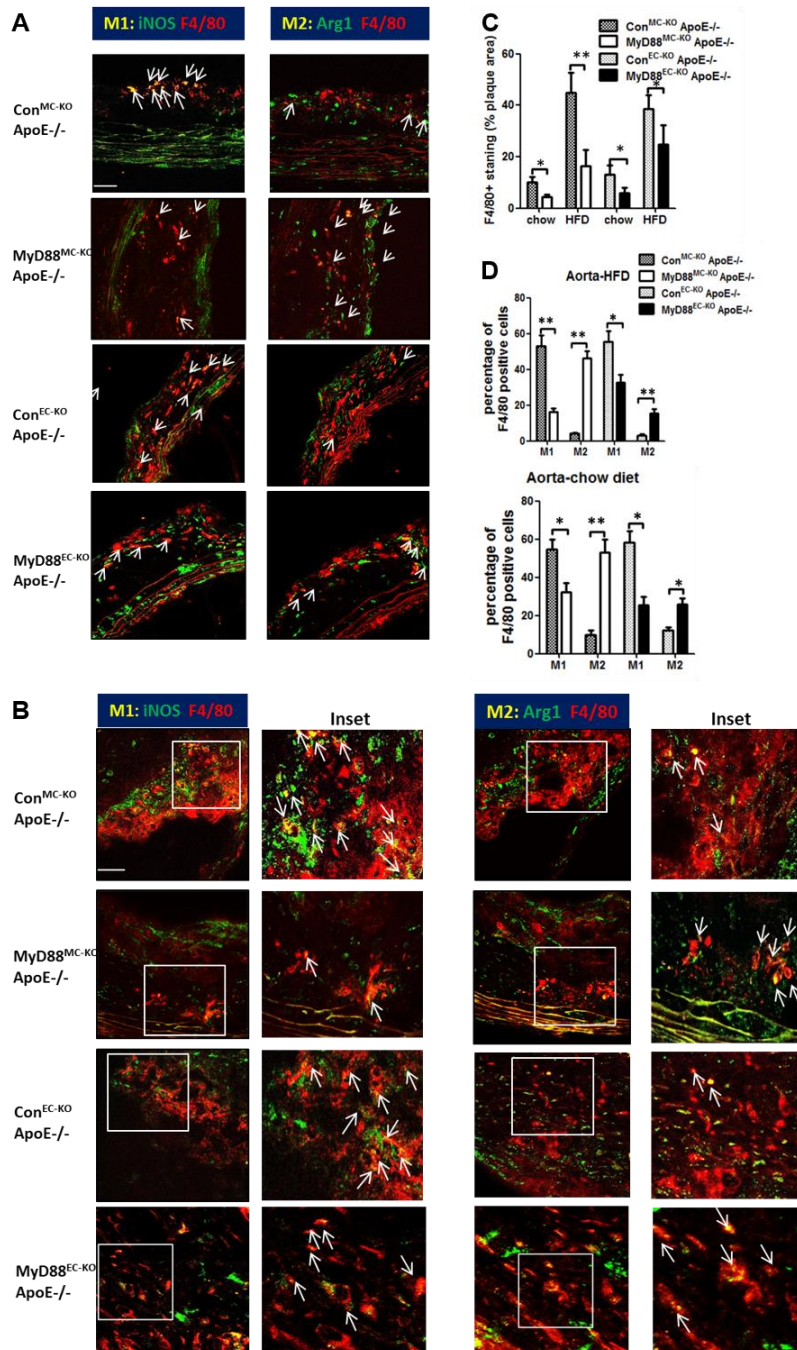 A
M1: iNOS F4/80
M2: Arg1 F4/80
Con^MC-KO
ApoE-/-
MyD88^MC-KO
ApoE-/-
Con^EC-KO
ApoE-/-
MyD88^EC-KO
ApoE-/-
C
Con^MC-KO ApoE-/-
MyD88^MC-KO ApoE-/-
Con^EC-KO ApoE-/-
MyD88^EC-KO ApoE-/-
F4/80+ staning (% plaque area)
60
40
20
0
** * * *
chow HFD chow HFD
D
Aorta-HFD
Con^MC-KO ApoE-/-
MyD88^MC-KO ApoE-/-
Con^EC-KO ApoE-/-
MyD88^EC-KO ApoE-/-
percentage of
F4/80 positive cells
80
60
40
20
0
** ** * **
M1 M2 M1 M2
Aorta-chow diet
percentage of
F4/80 positive cells
80
60
40
20
0
* ** * *
M1 M2 M1 M2
B
M1: iNOS F4/80
Inset
M2: Arg1 F4/80
Inset
Con^MC-KO
ApoE-/-
MyD88^MC-KO
ApoE-/-
Con^EC-KO
ApoE-/-
MyD88^EC-KO
ApoE-/-